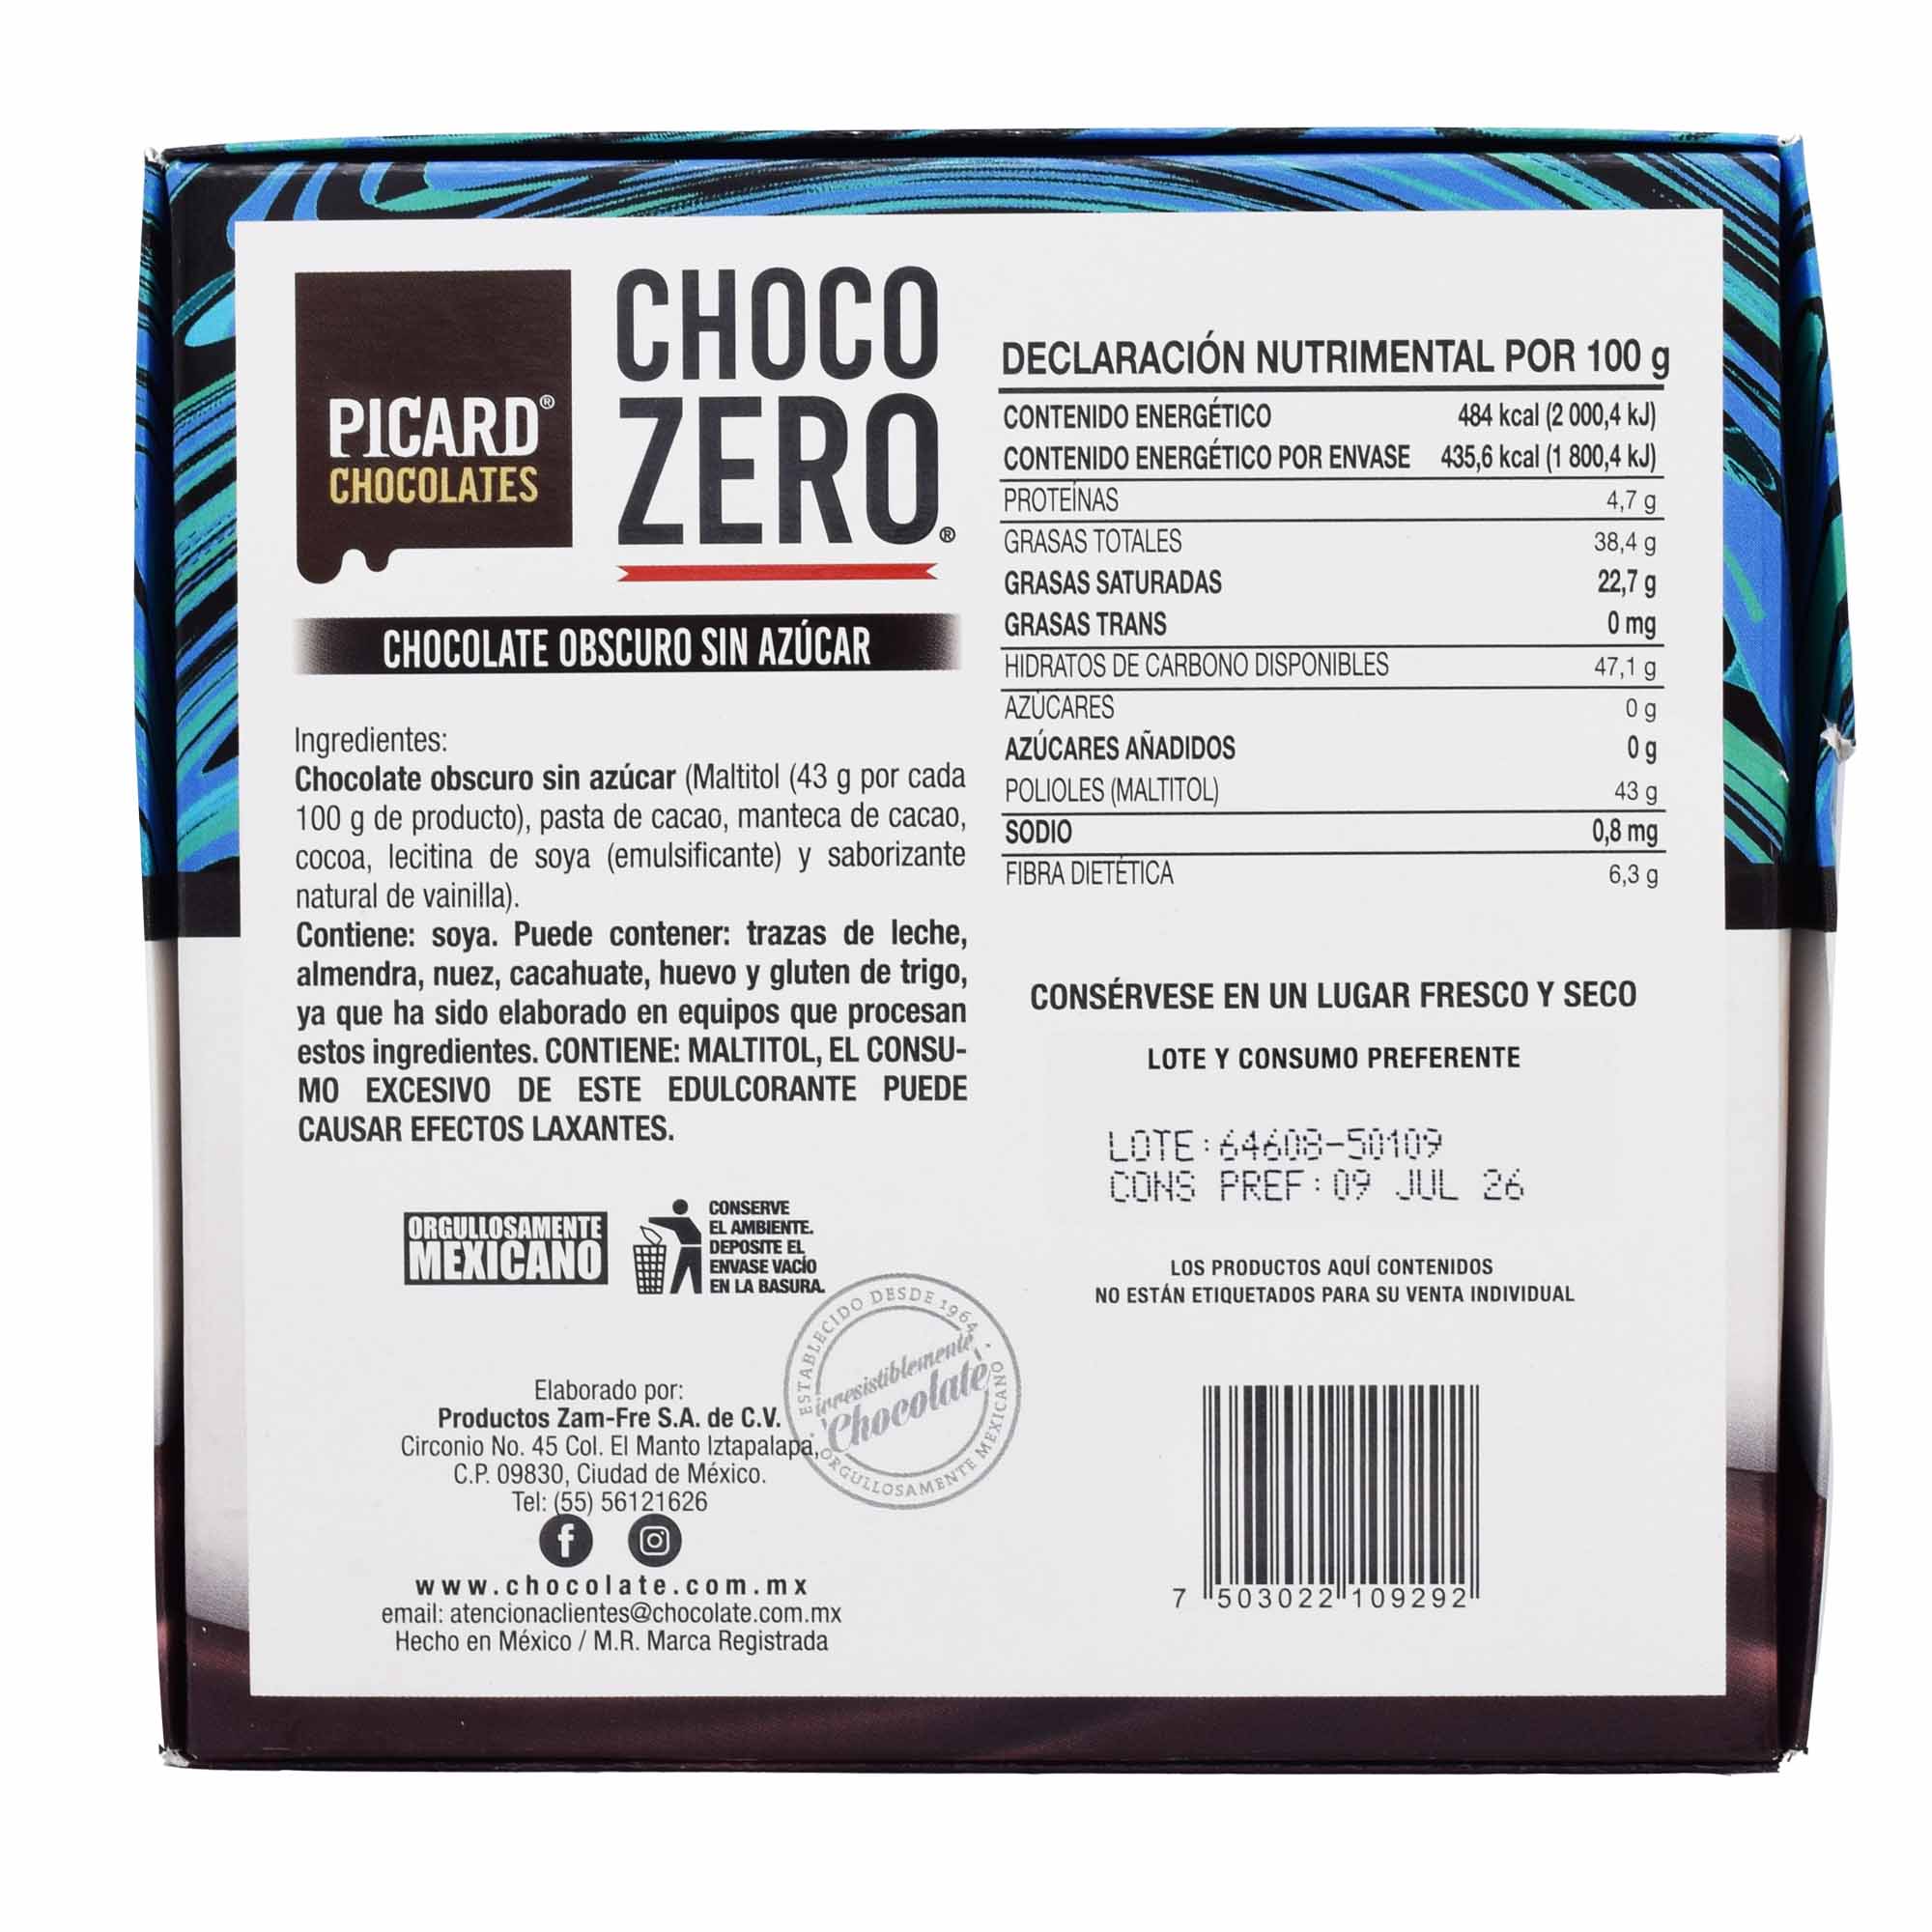 PICARD®
CHOCOLATES
CHOCO
ZERO®
CHOCOLATE OBSCURO SIN AZÚCAR
Ingredientes:
Chocolate obscuro sin azúcar (Maltitol (43 g por cada
100 g de producto), pasta de cacao, manteca de cacao,
cocoa, lecitina de soya (emulsificante) y saborizante
natural de vainilla).
Contiene: soya. Puede contener: trazas de leche,
almendra, nuez, cacahuate, huevo y gluten de trigo,
ya que ha sido elaborado en equipos que procesan
estos ingredientes. CONTIENE: MALTITOL, EL CONSU-
MO EXCESIVO DE ESTE EDULCORANTE PUEDE
CAUSAR EFECTOS LAXANTES.
ORGULLOSAMENTE
MEXICANO
CONSERVE
EL AMBIENTE.
DEPOSITE EL
ENVASE VACÍO
EN LA BASURA.
ESTABLECIDO DESDE 1964
irresistiblemente
Chocolate
ORGULLOSAMENTE MEXICANO
Elaborado por:
Productos Zam-Fre S.A. de C.V.
Circonio No. 45 Col. El Manto Iztapalapa,
C.P. 09830, Ciudad de México.
Tel: (55) 56121626
www.chocolate.com.mx
email: atencionaclientes@chocolate.com.mx
Hecho en México / M.R. Marca Registrada
DECLARACIÓN NUTRIMENTAL POR 100 g
CONTENIDO ENERGÉTICO 484 kcal (2 000,4 kJ)
CONTENIDO ENERGÉTICO POR ENVASE 435,6 kcal (1 800,4 kJ)
PROTEÍNAS 4,7 g
GRASAS TOTALES 38,4 g
GRASAS SATURADAS 22,7 g
GRASAS TRANS 0 mg
HIDRATOS DE CARBONO DISPONIBLES 47,1 g
AZÚCARES 0 g
AZÚCARES AÑADIDOS 0 g
POLIOLES (MALTITOL) 43 g
SODIO 0,8 mg
FIBRA DIETÉTICA 6,3 g
CONSÉRVESE EN UN LUGAR FRESCO Y SECO
LOTE Y CONSUMO PREFERENTE
LOTE:64608-50109
CONS PREF:09 JUL 26
LOS PRODUCTOS AQUÍ CONTENIDOS
NO ESTÁN ETIQUETADOS PARA SU VENTA INDIVIDUAL
7 503022 109292